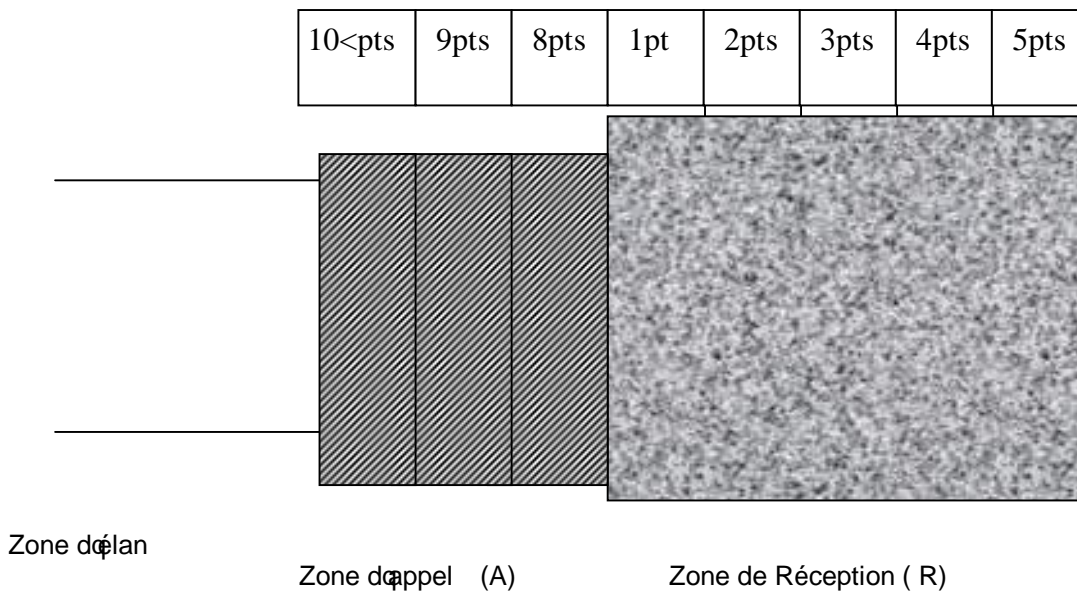 10<pts 9pts 8pts 1pt 2pts 3pts 4pts 5pts
Zone d élan
Zone d appel (A) Zone de Réception ( R)